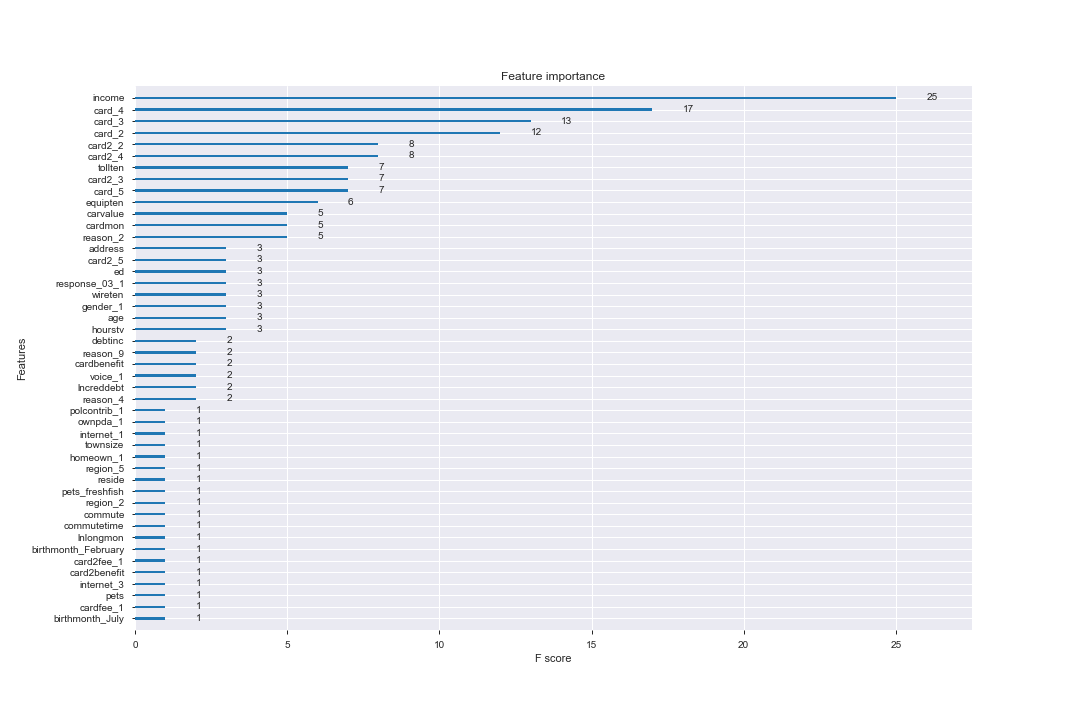 Feature importance
income 25
card_4 17
card_3 13
card_2 12
card2_2 8
card2_4 8
tollten 7
card2_3 7
card_5 7
equipten 6
carvalue 5
cardmon 5
reason_2 5
address 3
card2_5 3
ed 3
response_03_1 3
wireten 3
gender_1 3
age 3
hourstv 3
debtinc 2
reason_9 2
cardbenefit 2
voice_1 2
lncreddebt 2
reason_4 2
polcontrib_1 1
ownpda_1 1
internet_1 1
townsize 1
homeown_1 1
region_5 1
reside 1
pets_freshfish 1
region_2 1
commute 1
commutetime 1
lnlongmon 1
birthmonth_February 1
card2fee_1 1
card2benefit 1
internet_3 1
pets 1
cardfee_1 1
birthmonth_July 1
Features
0 5 10 15 20 25
F score